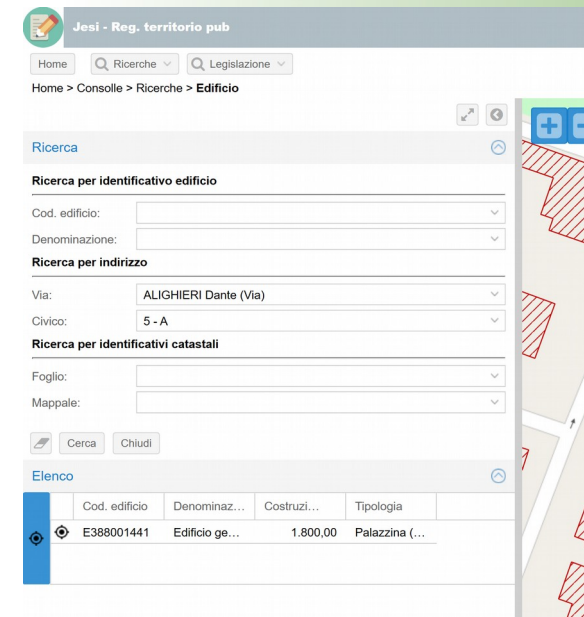 Jesi - Reg. territorio pub
Home Ricerche Legislazione
Home > Consolle > Ricerche > Edificio
Ricerca
Ricerca per identificativo edificio
Cod. edificio:
Denominazione:
Ricerca per indirizzo
Via: ALIGHIERI Dante (Via)
Civico: 5 - A
Ricerca per identificativi catastali
Foglio:
Mappale:
Cerca Chiudi
Elenco
Cod. edificio Denominaz... Costruzi... Tipologia
E388001441 Edificio ge... 1.800,00 Palazzina (...